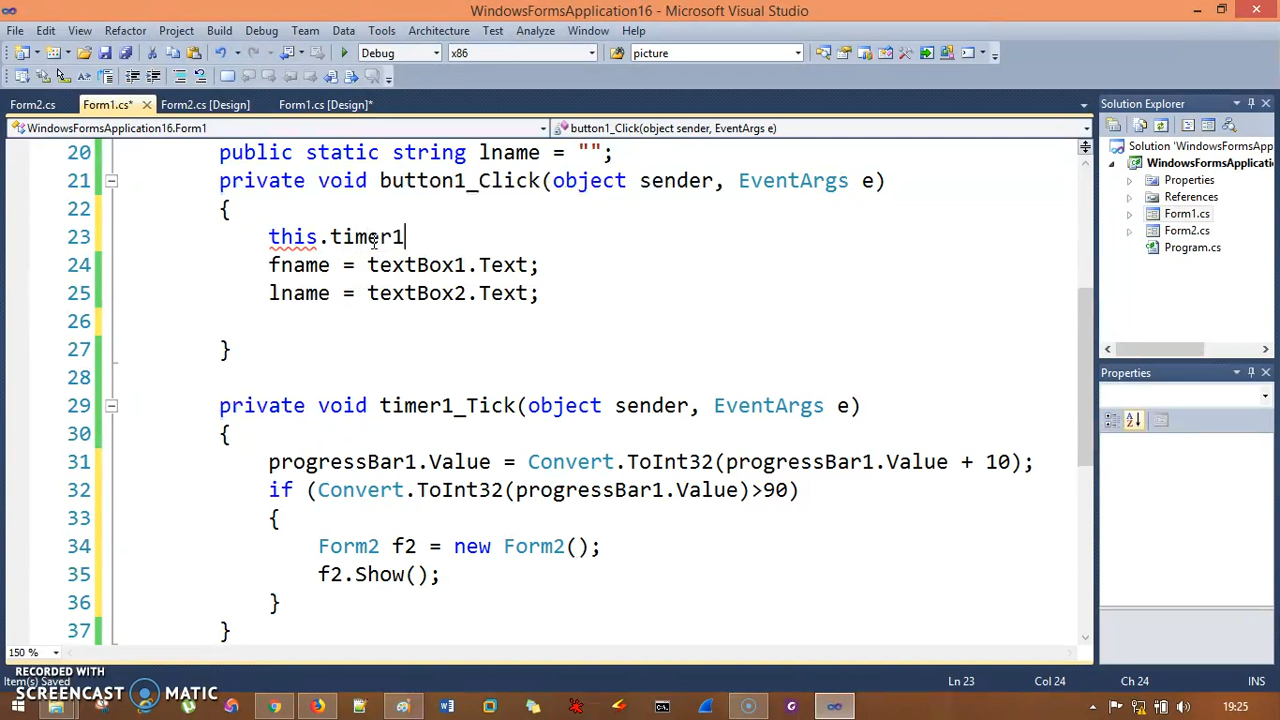 WindowsFormsApplication16 - Microsoft Visual Studio
File Edit View Refactor Project Build Debug Team Data Tools Architecture Test Analyze Window Help
Debug x86 picture
Form2.cs Form1.cs* Form2.cs [Design] Form1.cs [Design]*
WindowsFormsApplication16.Form1 button1_Click(object sender, EventArgs e)
20 public static string lname = "";
21 private void button1_Click(object sender, EventArgs e)
22 {
23 this.timer1
24 fname = textBox1.Text;
25 lname = textBox2.Text;
26
27 }
28
29 private void timer1_Tick(object sender, EventArgs e)
30 {
31 progressBar1.Value = Convert.ToInt32(progressBar1.Value + 10);
32 if (Convert.ToInt32(progressBar1.Value)>90)
33 {
34 Form2 f2 = new Form2();
35 f2.Show();
36 }
37 }
150 %
Solution Explorer
Solution 'WindowsFormsApplicat
WindowsFormsApplicatio
Properties
References
Form1.cs
Form2.cs
Program.cs
Properties
Item(s) Saved Ln 23 Col 24 Ch 24 INS
RECORDED WITH
SCREENCAST MATIC
19:25